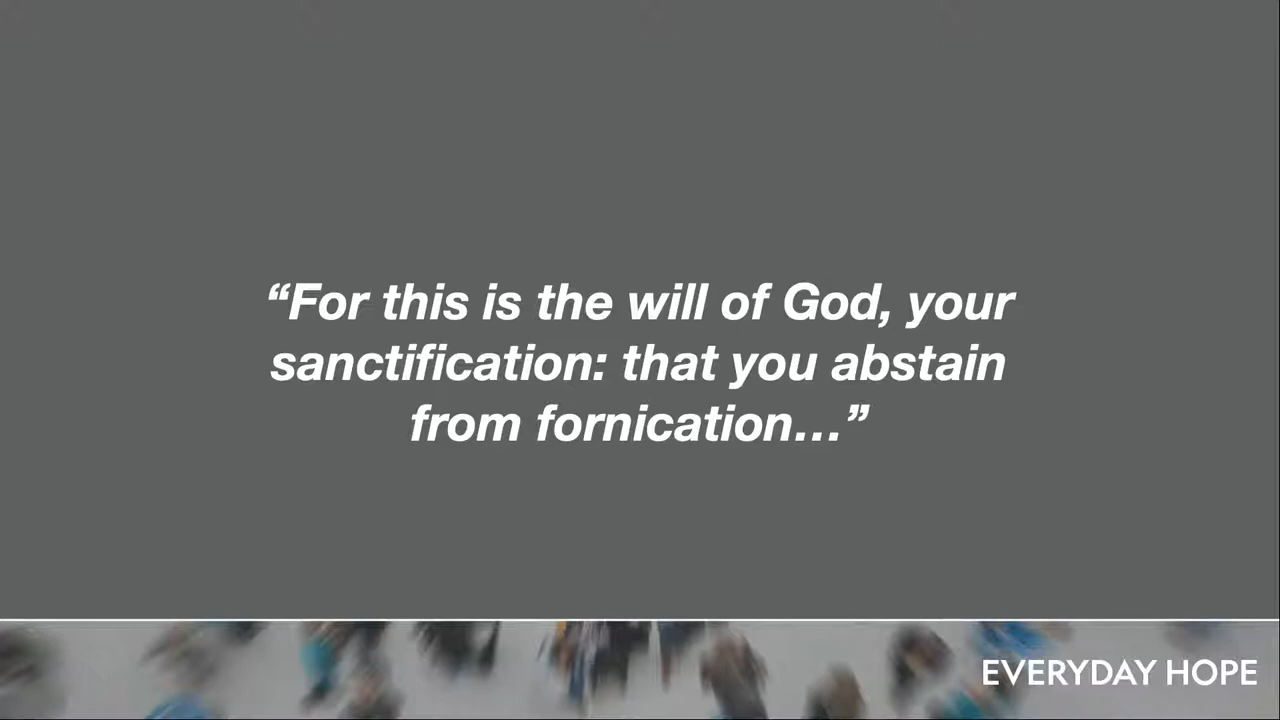 “For this is the will of God, your
sanctification: that you abstain
from fornication…”
EVERYDAY HOPE